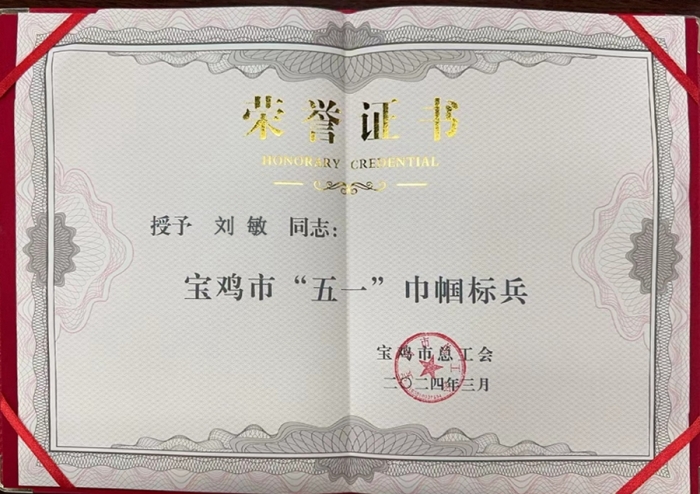 荣誉证书
HONORARY CREDENTIAL
授予 刘敏 同志：
宝鸡市“五一”巾帼标兵
宝鸡市总工会
二〇二四年三月